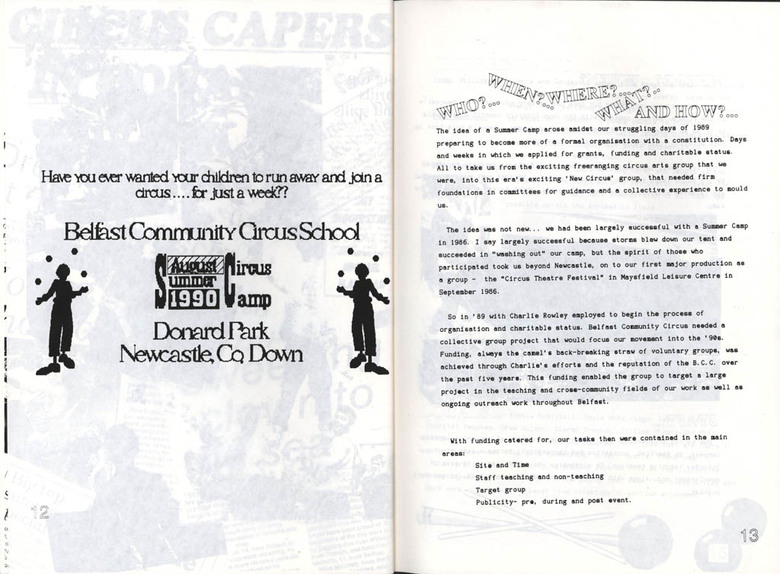 CIRCUS CAPERS
Have you ever wanted your children to run away and join a
circus.... for just a week??
Belfast Community Circus School
August
Summer Circus
1990 Camp
Donard Park
Newcastle, Co, Down
12
WHO?... WHEN?...WHERE?... WHAT?.. AND HOW?...
The idea of a Summer Camp arose amidst our struggling days of 1989
preparing to become more of a formal organisation with a constitution. Days
and weeks in which we applied for grants, funding and charitable status.
All to take us from the exciting freeranging circus arts group that we
were, into this era's exciting 'New Circus' group, that needed firm
foundations in committees for guidance and a collective experience to mould
us.
The idea was not new... we had been largely successful with a Summer Camp
in 1986. I say largely successful because storms blew down our tent and
succeeded in "washing out" our camp, but the spirit of those who
participated took us beyond Newcastle, on to our first major production as
a group - the "Circus Theatre Festival" in Maysfield Leisure Centre in
September 1986.
So in '89 with Charlie Rowley employed to begin the process of
organisation and charitable status. Belfast Community Circus needed a
collective group project that would focus our movement into the '90s.
Funding, always the camel's back-breaking straw of voluntary groups, was
achieved through Charlie's efforts and the reputation of the B.C.C. over
the past five years. This funding enabled the group to target a large
project in the teaching and cross-community fields of our work as well as
ongoing outreach work throughout Belfast.
With funding catered for, our tasks then were contained in the main
areas:
Site and Time
Staff teaching and non-teaching
Target group
Publicity- pre, during and post event.
13